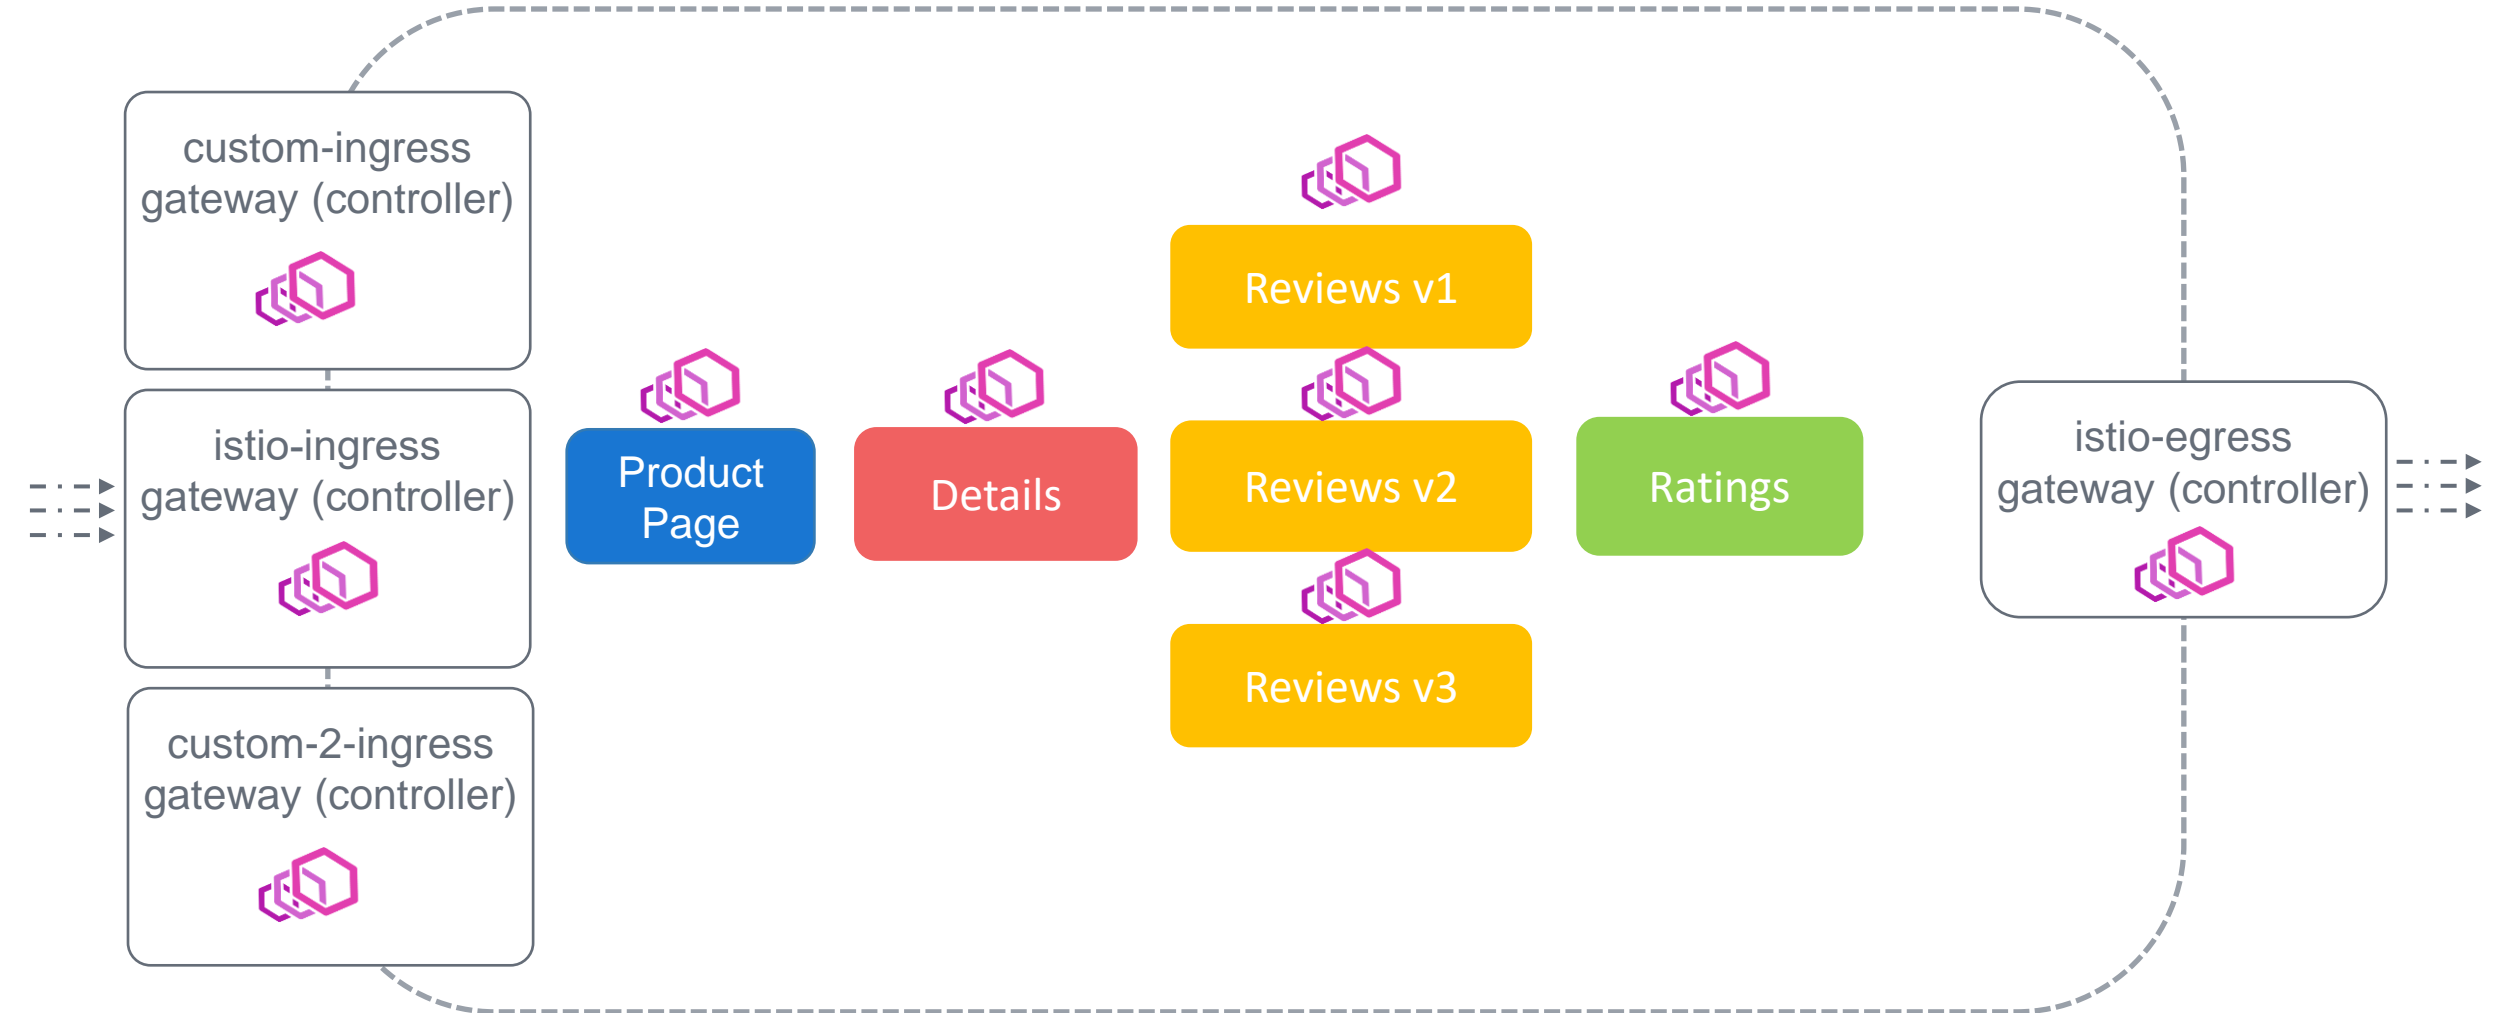 custom-ingress
gateway (controller)
istio-ingress
gateway (controller)
custom-2-ingress
gateway (controller)
Product
Page
Details
Reviews v1
Reviews v2
Reviews v3
Ratings
istio-egress
gateway (controller)